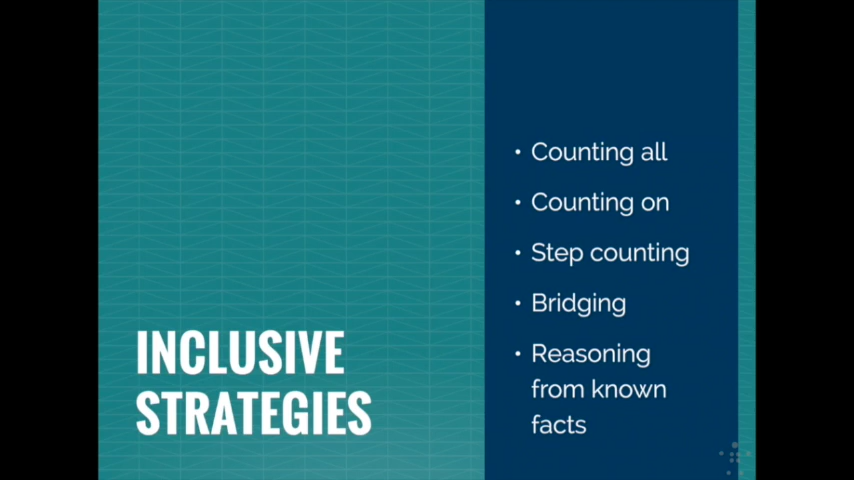 INCLUSIVE
STRATEGIES
• Counting all
• Counting on
• Step counting
• Bridging
• Reasoning
from known
facts